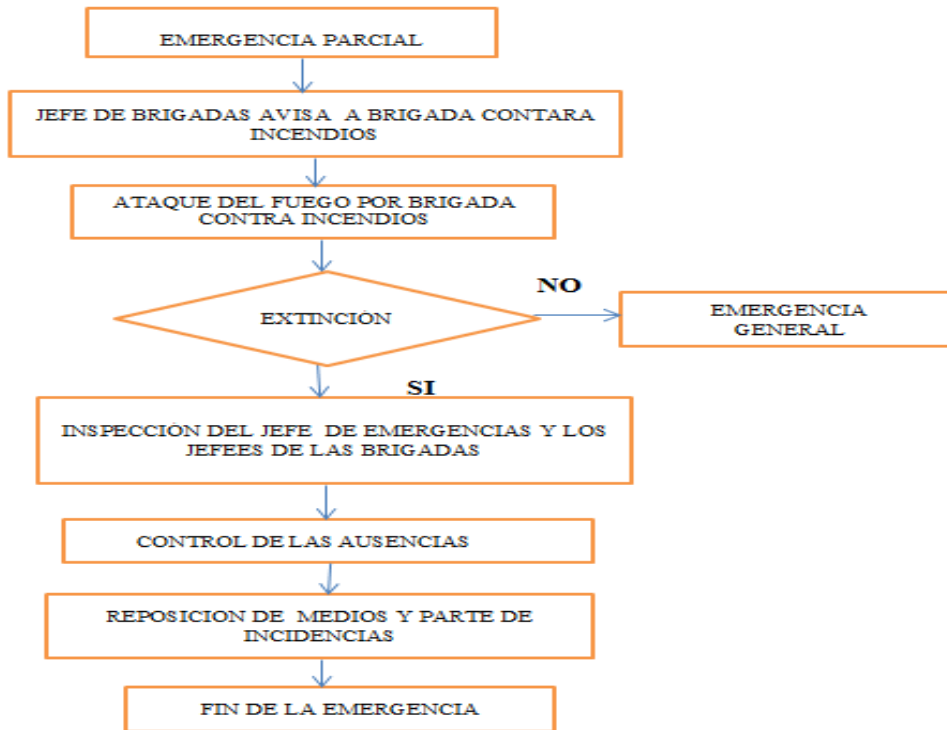 EMERGENCIA PARCIAL
JEFE DE BRIGADAS AVISA A BRIGADA CONTARA
INCENDIOS
ATAQUE DEL FUEGO POR BRIGADA
CONTRA INCENDIOS
EXTINCIÓN
NO
EMERGENCIA
GENERAL
SI
INSPECCIÓN DEL JEFE DE EMERGENCIAS Y LOS
JEFEES DE LAS BRIGADAS
CONTROL DE LAS AUSENCIAS
REPOSICION DE MEDIOS Y PARTE DE
INCIDENCIAS
FIN DE LA EMERGENCIA